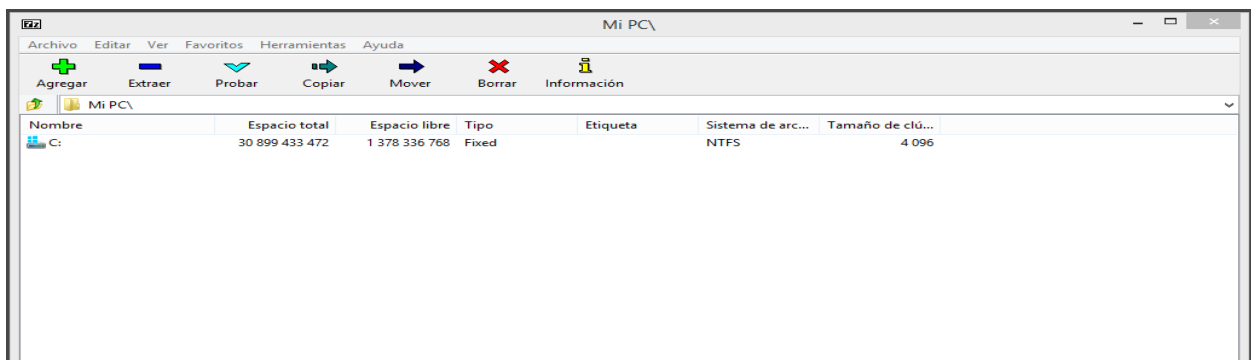 7z Mi PC\
Archivo Editar Ver Favoritos Herramientas Ayuda
Agregar Extraer Probar Copiar Mover Borrar Información
Mi PC\
Nombre Espacio total Espacio libre Tipo Etiqueta Sistema de arc... Tamaño de clú...
C: 30 899 433 472 1 378 336 768 Fixed NTFS 4 096